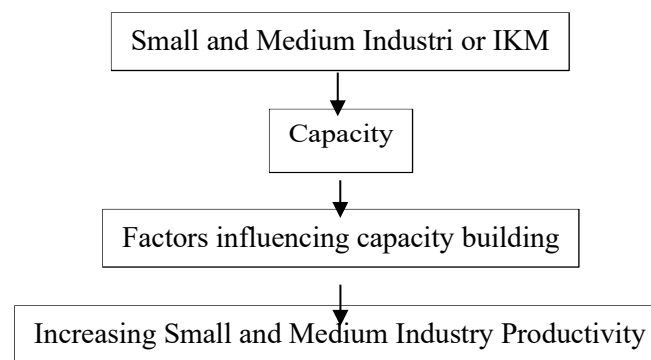 Small and Medium Industri or IKM
Capacity
Factors influencing capacity building
Increasing Small and Medium Industry Productivity